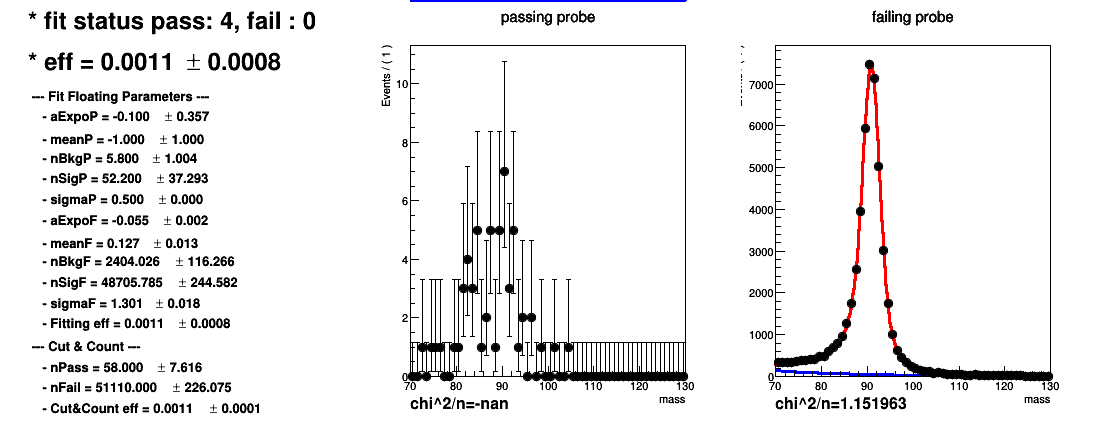 * fit status pass: 4, fail : 0
* eff = 0.0011 ± 0.0008
--- Fit Floating Parameters ---
- aExpoP = -0.100 ± 0.357
- meanP = -1.000 ± 1.000
- nBkgP = 5.800 ± 1.004
- nSigP = 52.200 ± 37.293
- sigmaP = 0.500 ± 0.000
- aExpoF = -0.055 ± 0.002
- meanF = 0.127 ± 0.013
- nBkgF = 2404.026 ± 116.266
- nSigF = 48705.785 ± 244.582
- sigmaF = 1.301 ± 0.018
- Fitting eff = 0.0011 ± 0.0008
--- Cut & Count ---
- nPass = 58.000 ± 7.616
- nFail = 51110.000 ± 226.075
- Cut&Count eff = 0.0011 ± 0.0001
passing probe
Events / ( 1 )
10
8
6
4
2
0
70 80 90 100 110 120 130
mass
chi^2/n=-nan
failing probe
7000
6000
5000
4000
3000
2000
1000
0
70 80 90 100 110 120 130
mass
chi^2/n=1.151963